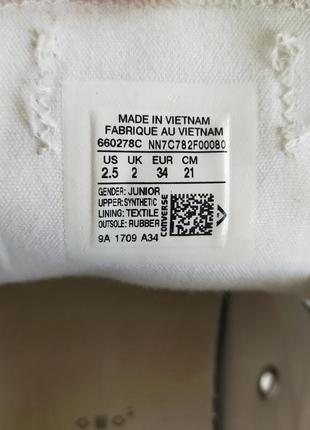 MADE IN VIETNAM
FABRIQUE AU VIETNAM
660278C NN7C782F00080
US UK EUR CM
2.5 2 34 21
GENDER: JUNIOR
UPPER: SYNTHETIC
LINING: TEXTILE
OUTSOLE: RUBBER
9A 1709 A34
CONVERSE